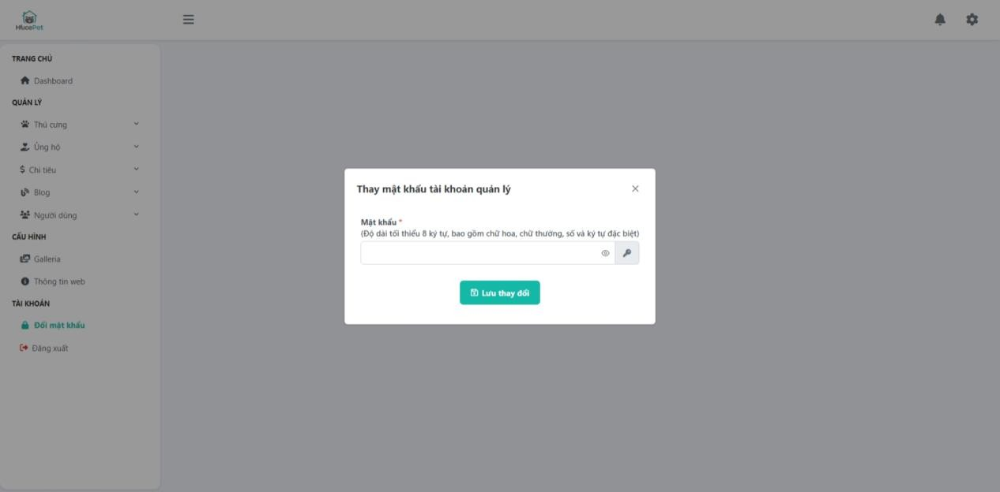 HucePet
TRANG CHỦ
Dashboard
QUẢN LÝ
Thú cưng
Ủng hộ
$ Chi tiêu
Blog
Người dùng
CẤU HÌNH
Galleria
Thông tin web
TÀI KHOẢN
Đổi mật khẩu
Đăng xuất
Thay mật khẩu tài khoản quản lý
Mật khẩu *
(Độ dài tối thiểu 8 ký tự, bao gồm chữ hoa, chữ thường, số và ký tự đặc biệt)
Lưu thay đổi